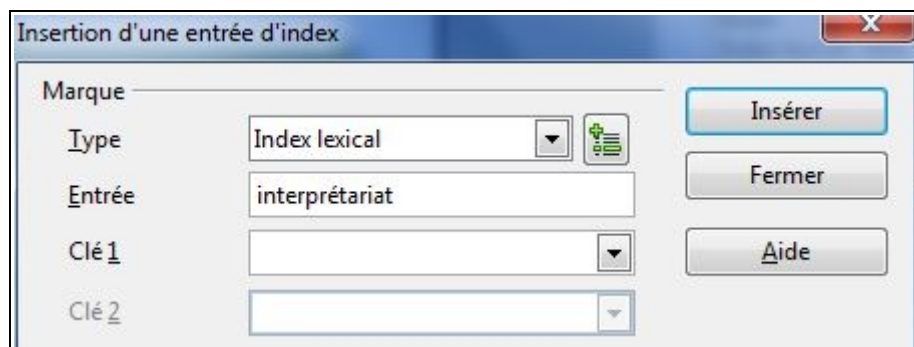 Insertion d'une entrée d'index
Marque
Type
Index lexical
Insérer
Entrée
interprétariat
Fermer
Clé 1
Aide
Clé 2